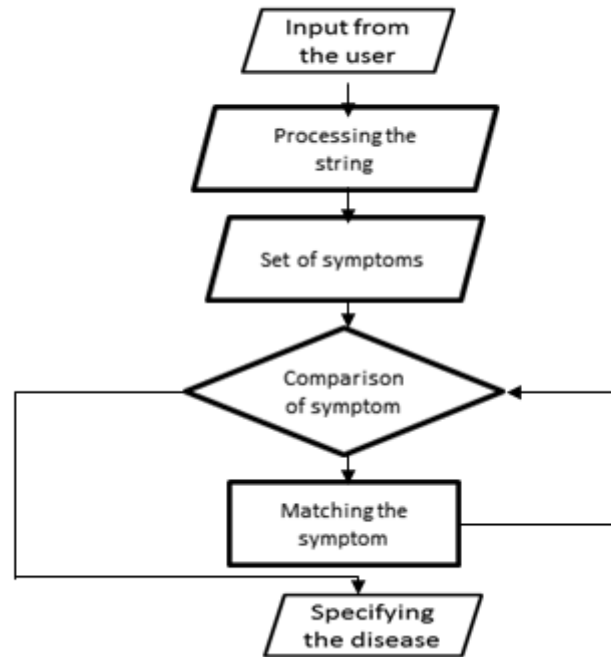 Input from
the user
Processing the
string
Set of symptoms
Comparison
of symptom
Matching the
symptom
Specifying
the disease